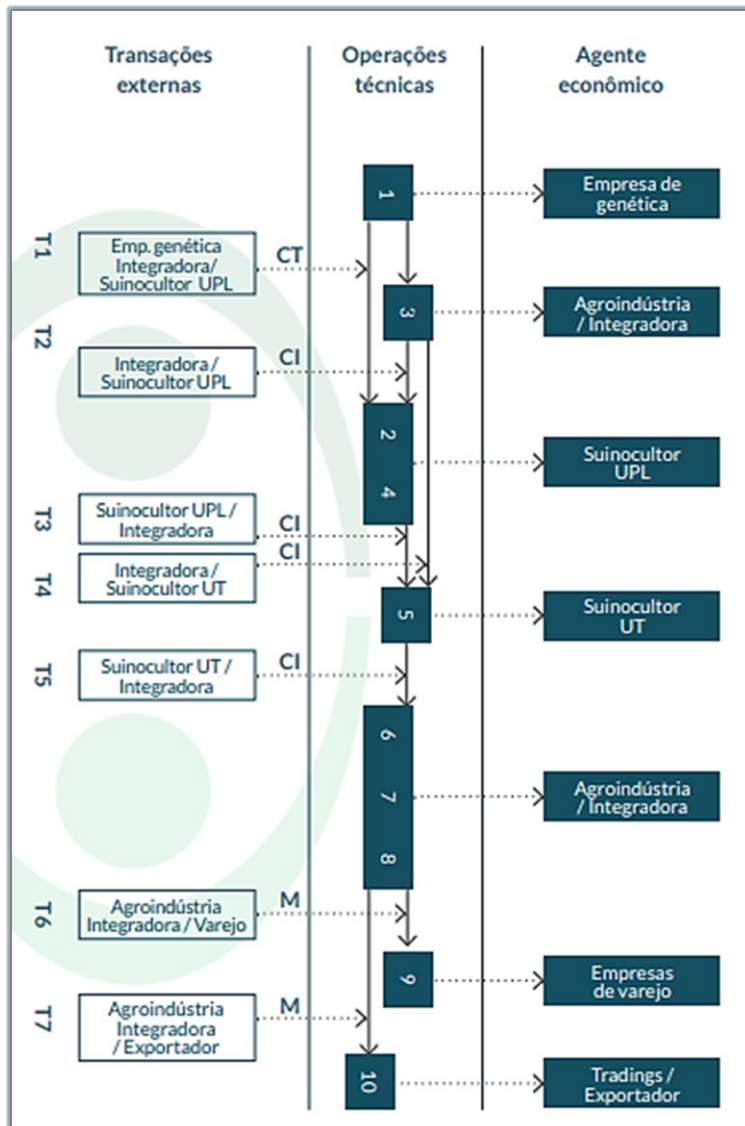 Transações
externas
Operações
técnicas
Agente
econômico
1
Empresa de
genética
T1
Emp. genética
Integradora/
Suinocultor UPL
CT
3
Agroindústria
/ Integradora
T2
Integradora /
Suinocultor UPL
CI
2
4
Suinocultor
UPL
T3
Suinocultor UPL /
Integradora
CI
T4
Integradora /
Suinocultor UT
CI
5
Suinocultor
UT
T5
Suinocultor UT /
Integradora
CI
6
7
8
Agroindústria
/ Integradora
T6
Agroindústria
Integradora / Varejo
M
9
Empresas
de varejo
T7
Agroindústria
Integradora
/ Exportador
M
10
Tradings /
Exportador